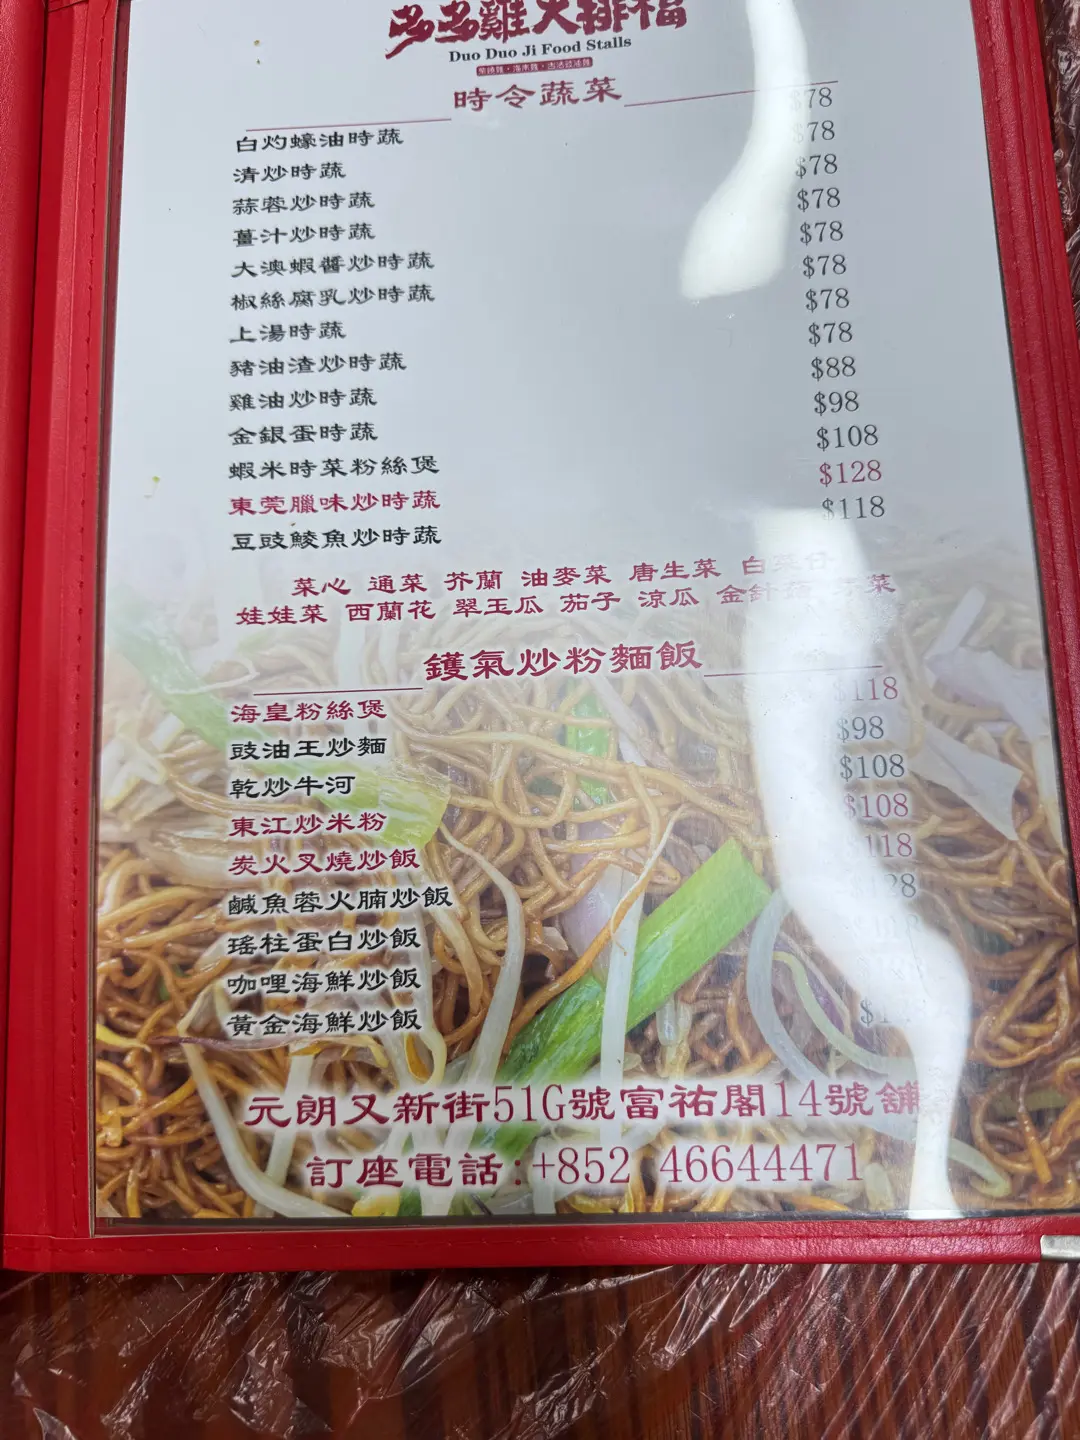 多多雞大排檔
Duo Duo Ji Food Stalls
時令蔬菜
白灼蠔油時蔬 $78
清炒時蔬 $78
蒜蓉炒時蔬 $78
薑汁炒時蔬 $78
大澳蝦醬炒時蔬 $78
椒絲腐乳炒時蔬 $78
上湯時蔬 $78
豬油渣炒時蔬 $78
雞油炒時蔬 $88
金銀蛋時蔬 $98
蝦米時菜粉絲煲 $108
東莞臘味炒時蔬 $128
豆豉鯪魚炒時蔬 $118
菜心 通菜 芥蘭 油麥菜 唐生菜 白菜仔
娃娃菜 西蘭花 翠玉瓜 茄子 涼瓜 金針菇
鑊氣炒粉麵飯
海皇粉絲煲 $118
豉油王炒麵 $98
乾炒牛河 $108
東江炒米粉 $108
炭火叉燒炒飯 $118
鹹魚蓉火腩炒飯
瑤柱蛋白炒飯
咖哩海鮮炒飯
黃金海鮮炒飯
元朗又新街51G號富祐閣14號舖
訂座電話:+852 46644471